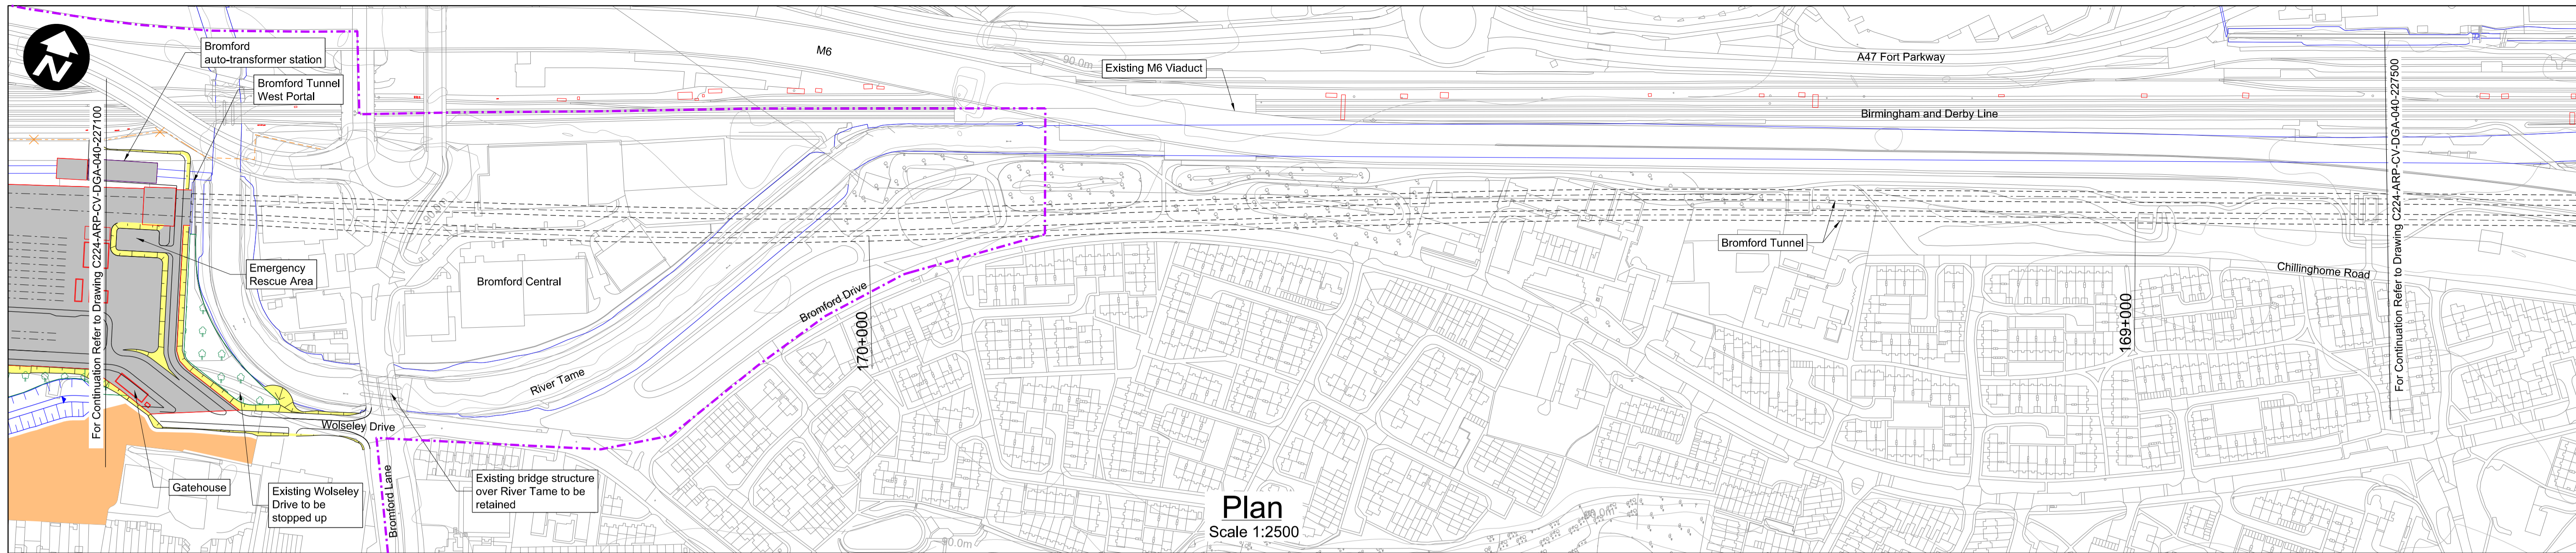 N
Bromford
auto-transformer station
Bromford Tunnel
West Portal
M6
90.0m
Existing M6 Viaduct
A47 Fort Parkway
Birmingham and Derby Line
For Continuation Refer to Drawing C224-ARP-CV-DGA-040-227100
For Continuation Refer to Drawing C224-ARP-CV-DGA-040-227500
90.0m
Emergency
Rescue Area
Bromford Central
Bromford Drive
170+000
Bromford Tunnel
Chillinghome Road
169+000
River Tame
Wolseley Drive
Bromford Lane
Gatehouse
Existing Wolseley
Drive to be
stopped up
Existing bridge structure
over River Tame to be
retained
Plan
Scale 1:2500
90.0m